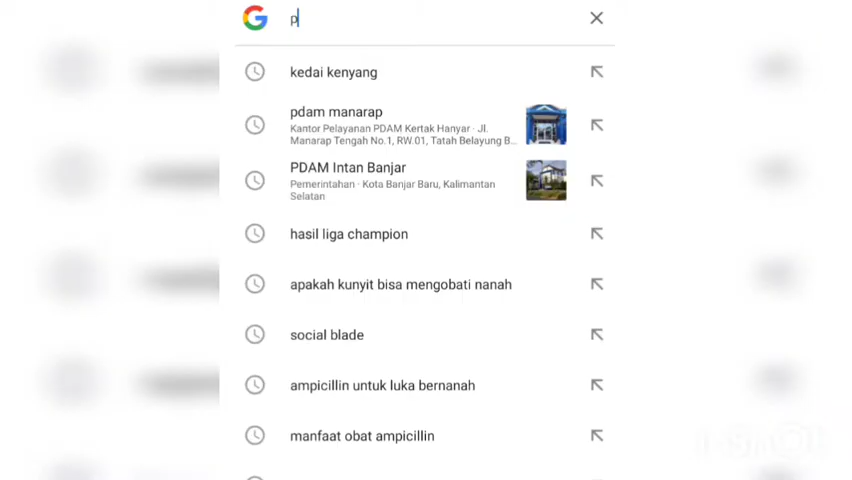 p
kedai kenyang
pdam manarap
Kantor Pelayanan PDAM Kertak Hanyar · Jl.
Manarap Tengah No.1, RW.01, Tatah Belayung B...
PDAM Intan Banjar
Pemerintahan · Kota Banjar Baru, Kalimantan
Selatan
hasil liga champion
apakah kunyit bisa mengobati nanah
social blade
ampicillin untuk luka bernanah
manfaat obat ampicillin